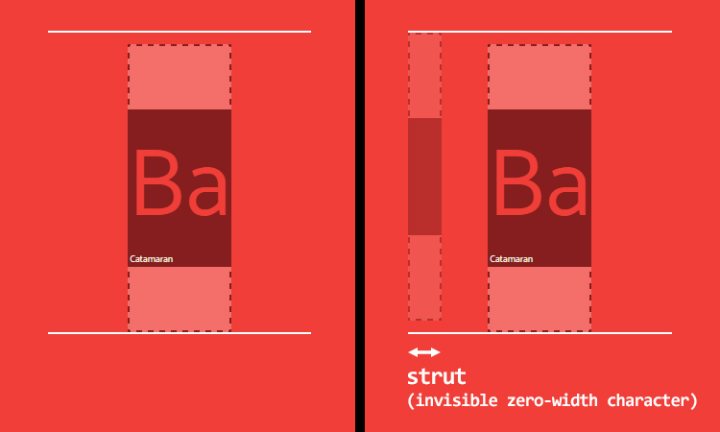 Ba
Catamaran
Ba
Catamaran
strut
(invisible zero-width character)